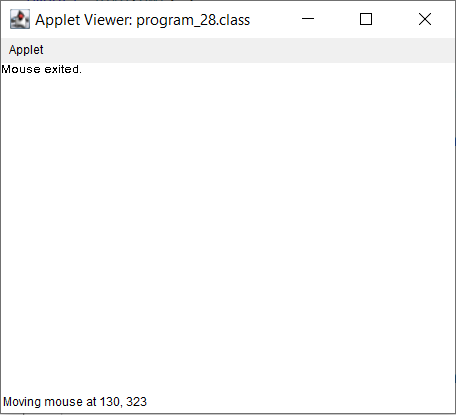 Applet Viewer: program_28.class
Applet
Mouse exited.
Moving mouse at 130, 323